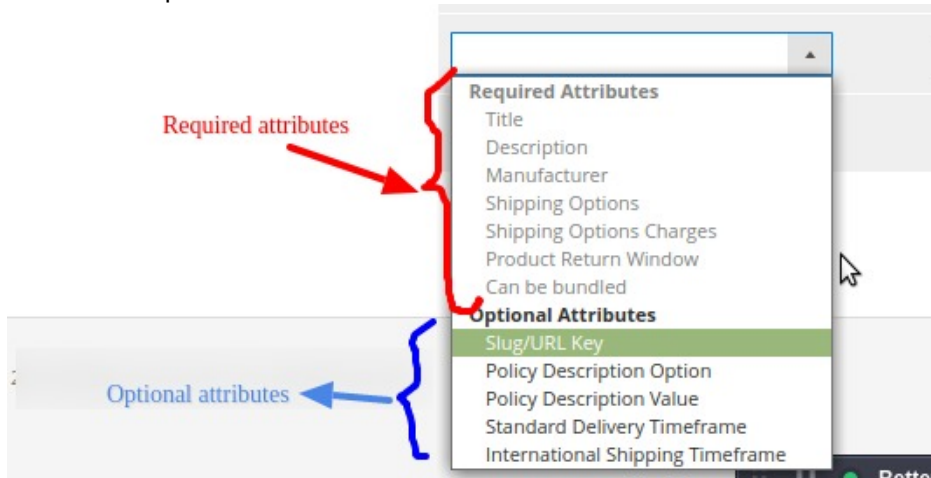 Required attributes
Required Attributes
Title
Description
Manufacturer
Shipping Options
Shipping Options Charges
Product Return Window
Can be bundled
Optional Attributes
Slug/URL Key
Optional attributes
Policy Description Option
Policy Description Value
Standard Delivery Timeframe
International Shipping Timeframe